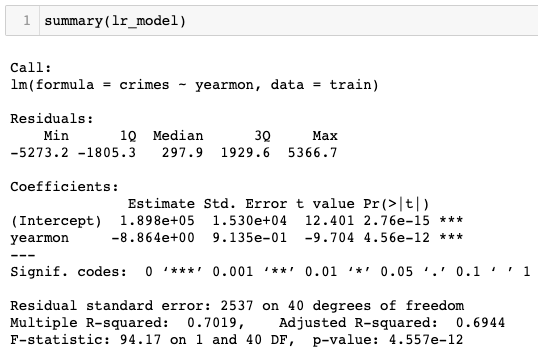 1 summary(lr_model)
Call:
lm(formula = crimes ~ yearmon, data = train)
Residuals:
Min 1Q Median 3Q Max
-5273.2 -1805.3 297.9 1929.6 5366.7
Coefficients:
Estimate Std. Error t value Pr(>|t|)
(Intercept) 1.898e+05 1.530e+04 12.401 2.76e-15 ***
yearmon -8.864e+00 9.135e-01 -9.704 4.56e-12 ***
---
Signif. codes: 0 ‘***’ 0.001 ‘**’ 0.01 ‘*’ 0.05 ‘.’ 0.1 ‘ ’ 1
Residual standard error: 2537 on 40 degrees of freedom
Multiple R-squared: 0.7019, Adjusted R-squared: 0.6944
F-statistic: 94.17 on 1 and 40 DF, p-value: 4.557e-12